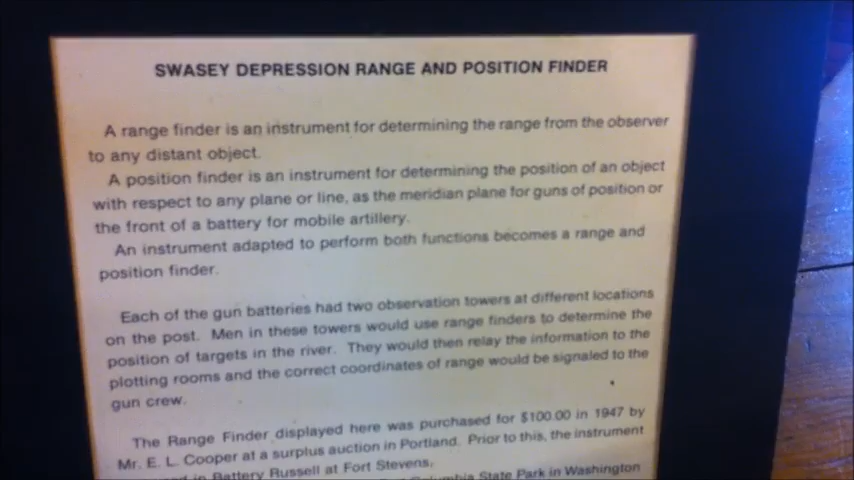 SWASEY DEPRESSION RANGE AND POSITION FINDER
A range finder is an instrument for determining the range from the observer
to any distant object.
A position finder is an instrument for determining the position of an object
with respect to any plane or line, as the meridian plane for guns of position or
the front of a battery for mobile artillery.
An instrument adapted to perform both functions becomes a range and
position finder.
Each of the gun batteries had two observation towers at different locations
on the post. Men in these towers would use range finders to determine the
position of targets in the river. They would then relay the information to the
plotting rooms and the correct coordinates of range would be signaled to the
gun crew.
The Range Finder displayed here was purchased for $100.00 in 1947 by
Mr. E. L. Cooper at a surplus auction in Portland. Prior to this, the instrument
in Battery Russell at Fort Stevens.
Columbia State Park in Washington